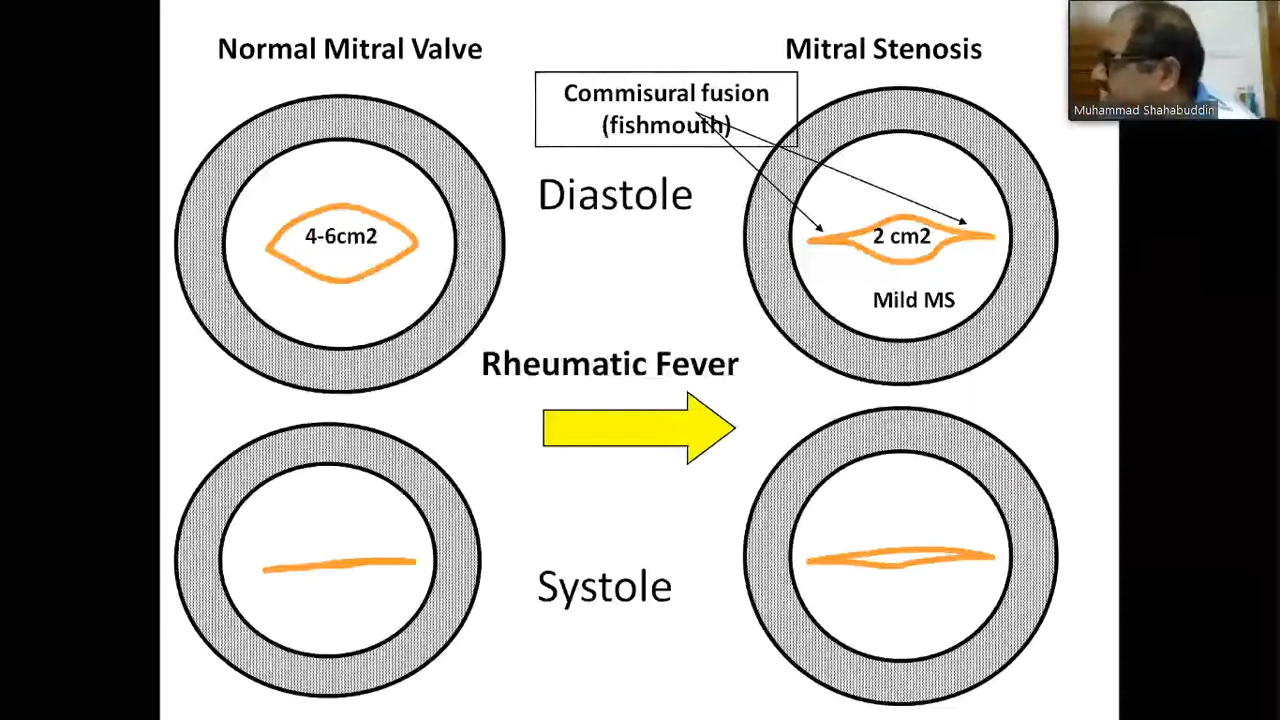 Normal Mitral Valve
Mitral Stenosis
Commisural fusion
(fishmouth)
Muhammad Shahabuddin
Diastole
4-6cm2
2 cm2
Mild MS
Rheumatic Fever
Systole